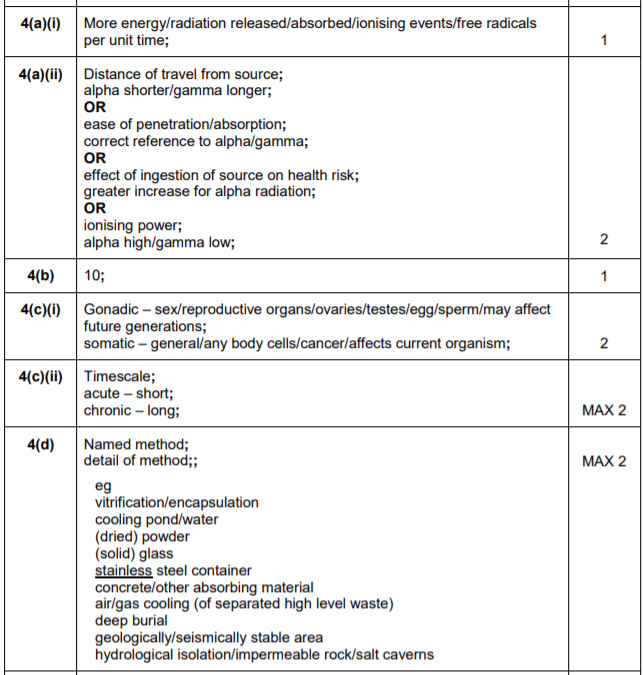 4(a)(i) More energy/radiation released/absorbed/ionising events/free radicals
per unit time; 1
4(a)(ii) Distance of travel from source;
alpha shorter/gamma longer;
OR
ease of penetration/absorption;
correct reference to alpha/gamma;
OR
effect of ingestion of source on health risk;
greater increase for alpha radiation;
OR
ionising power;
alpha high/gamma low; 2
4(b) 10; 1
4(c)(i) Gonadic – sex/reproductive organs/ovaries/testes/egg/sperm/may affect
future generations;
somatic – general/any body cells/cancer/affects current organism; 2
4(c)(ii) Timescale;
acute – short;
chronic – long; MAX 2
4(d) Named method;
detail of method;; MAX 2
eg
vitrification/encapsulation
cooling pond/water
(dried) powder
(solid) glass
stainless steel container
concrete/other absorbing material
air/gas cooling (of separated high level waste)
deep burial
geologically/seismically stable area
hydrological isolation/impermeable rock/salt caverns